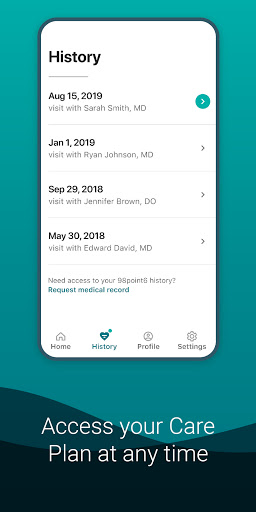 History
Aug 15, 2019
visit with Sarah Smith, MD
Jan 1, 2019
visit with Ryan Johnson, MD
Sep 29, 2018
visit with Jennifer Brown, DO
May 30, 2018
visit with Edward David, MD
Need access to your 98point6 history?
Request medical record
Home
History
Profile
Settings
Access your Care
Plan at any time